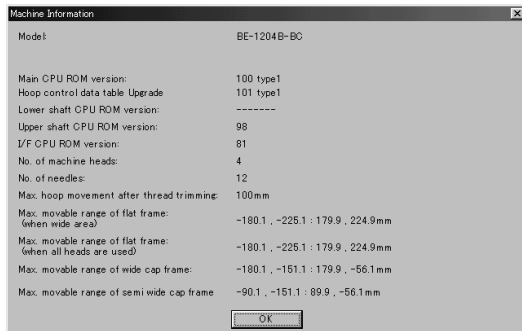 Machine Information
Model: BE-1204B-BC
Main CPU ROM version: 100 type1
Hoop control data table Upgrade 101 type1
Lower shaft CPU ROM version: -------
Upper shaft CPU ROM version: 98
I/F CPU ROM version: 81
No. of machine heads: 4
No. of needles: 12
Max. hoop movement after thread trimming: 100mm
Max. movable range of flat frame:
(when wide area) -180.1 , -225.1 : 179.9 , 224.9mm
Max. movable range of flat frame:
(when all heads are used) -180.1 , -225.1 : 179.9 , 224.9mm
Max. movable range of wide cap frame: -180.1 , -151.1 : 179.9 , -56.1mm
Max. movable range of semi wide cap frame -90.1 , -151.1 : 89.9 , -56.1mm
OK